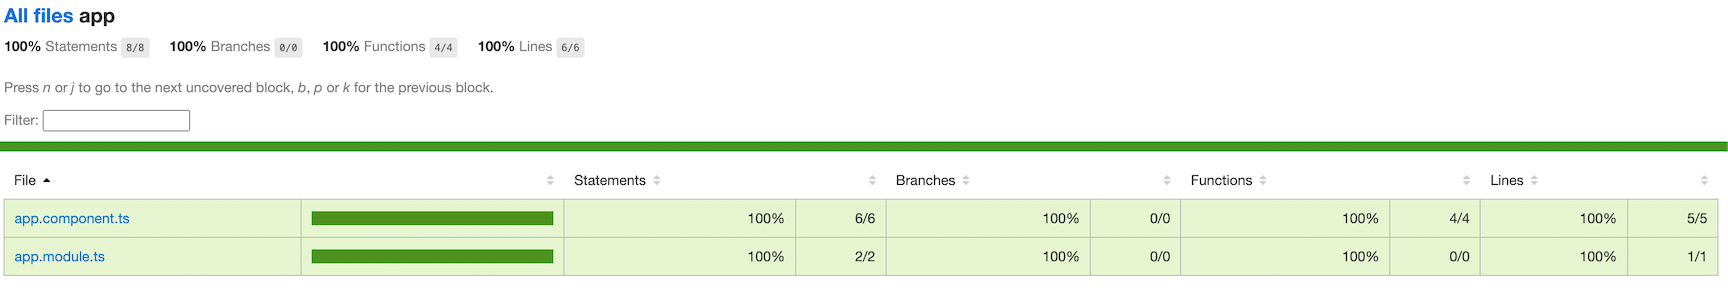 All files app
100% Statements 8/8 100% Branches 0/0 100% Functions 4/4 100% Lines 6/6
Press n or j to go to the next uncovered block, b, p or k for the previous block.
Filter:
File Statements Branches Functions Lines
app.component.ts 100% 6/6 100% 0/0 100% 4/4 100% 5/5
app.module.ts 100% 2/2 100% 0/0 100% 0/0 100% 1/1